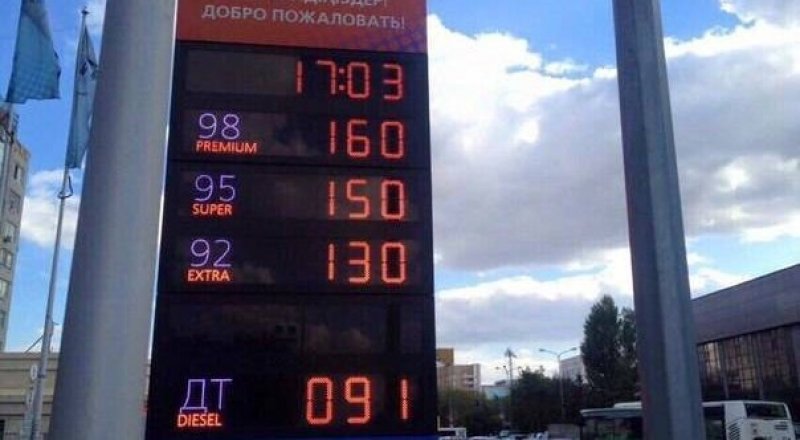 ДОБРО ПОЖАЛОВАТЬ!
17:03
98 PREMIUM 160
95 SUPER 150
92 EXTRA 130
ДТ DIESEL 091